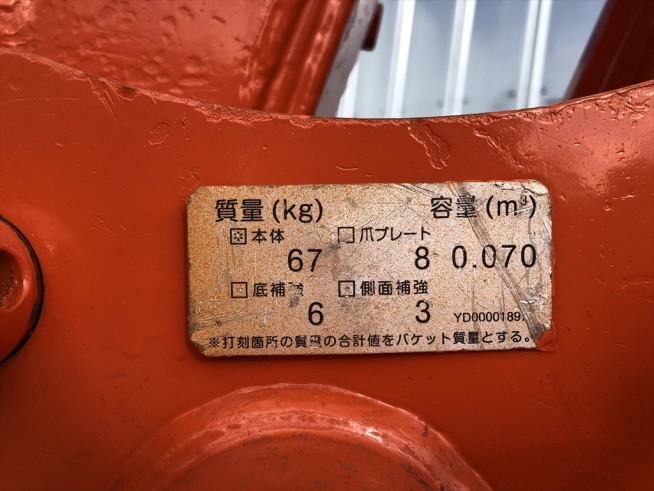 質量(kg) 容量(m³)
※本体 □爪プレート
67 8 0.070
□底補強 □側面補強
6 3 YD0000189
※打刻箇所の質量の合計値をバケット質量とする。